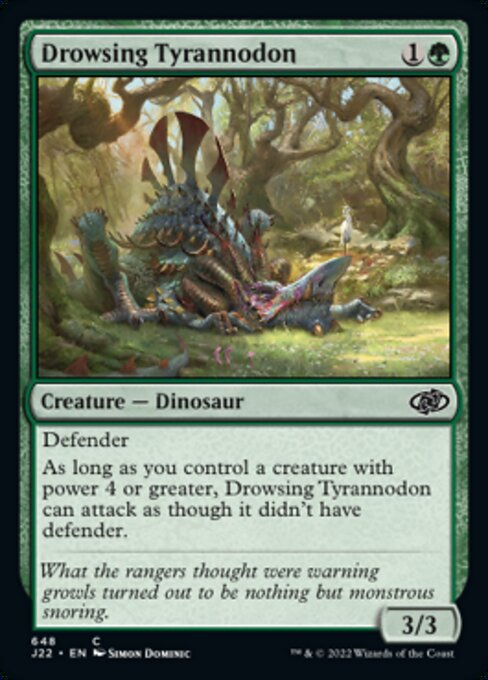 Drowsing Tyrannodon 1
Creature — Dinosaur
Defender
As long as you control a creature with
power 4 or greater, Drowsing Tyrannodon
can attack as though it didn't have
defender.
What the rangers thought were warning
growls turned out to be nothing but monstrous
snoring.
3/3
648 C
J22 • EN Simon Dominic
™ & © 2022 Wizards of the Coast